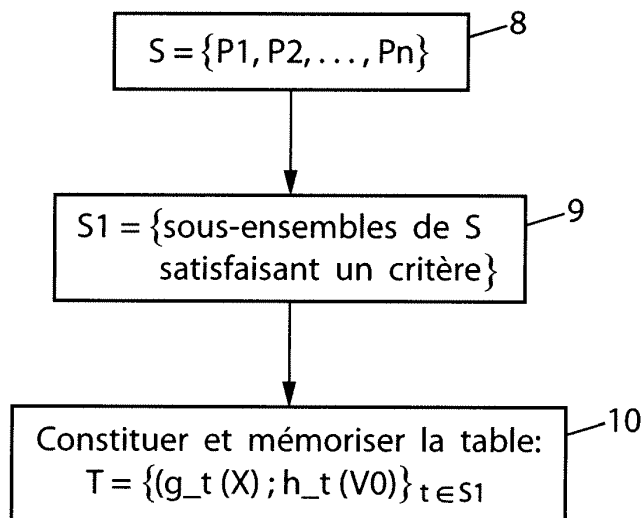 S = {P1, P2, . . . , Pn}
8
S1 = {sous-ensembles de S
satisfaisant un critère}
9
Constituer et mémoriser la table:
T = {(g_t (X) ; h_t (V0)} t ∈ S1
10